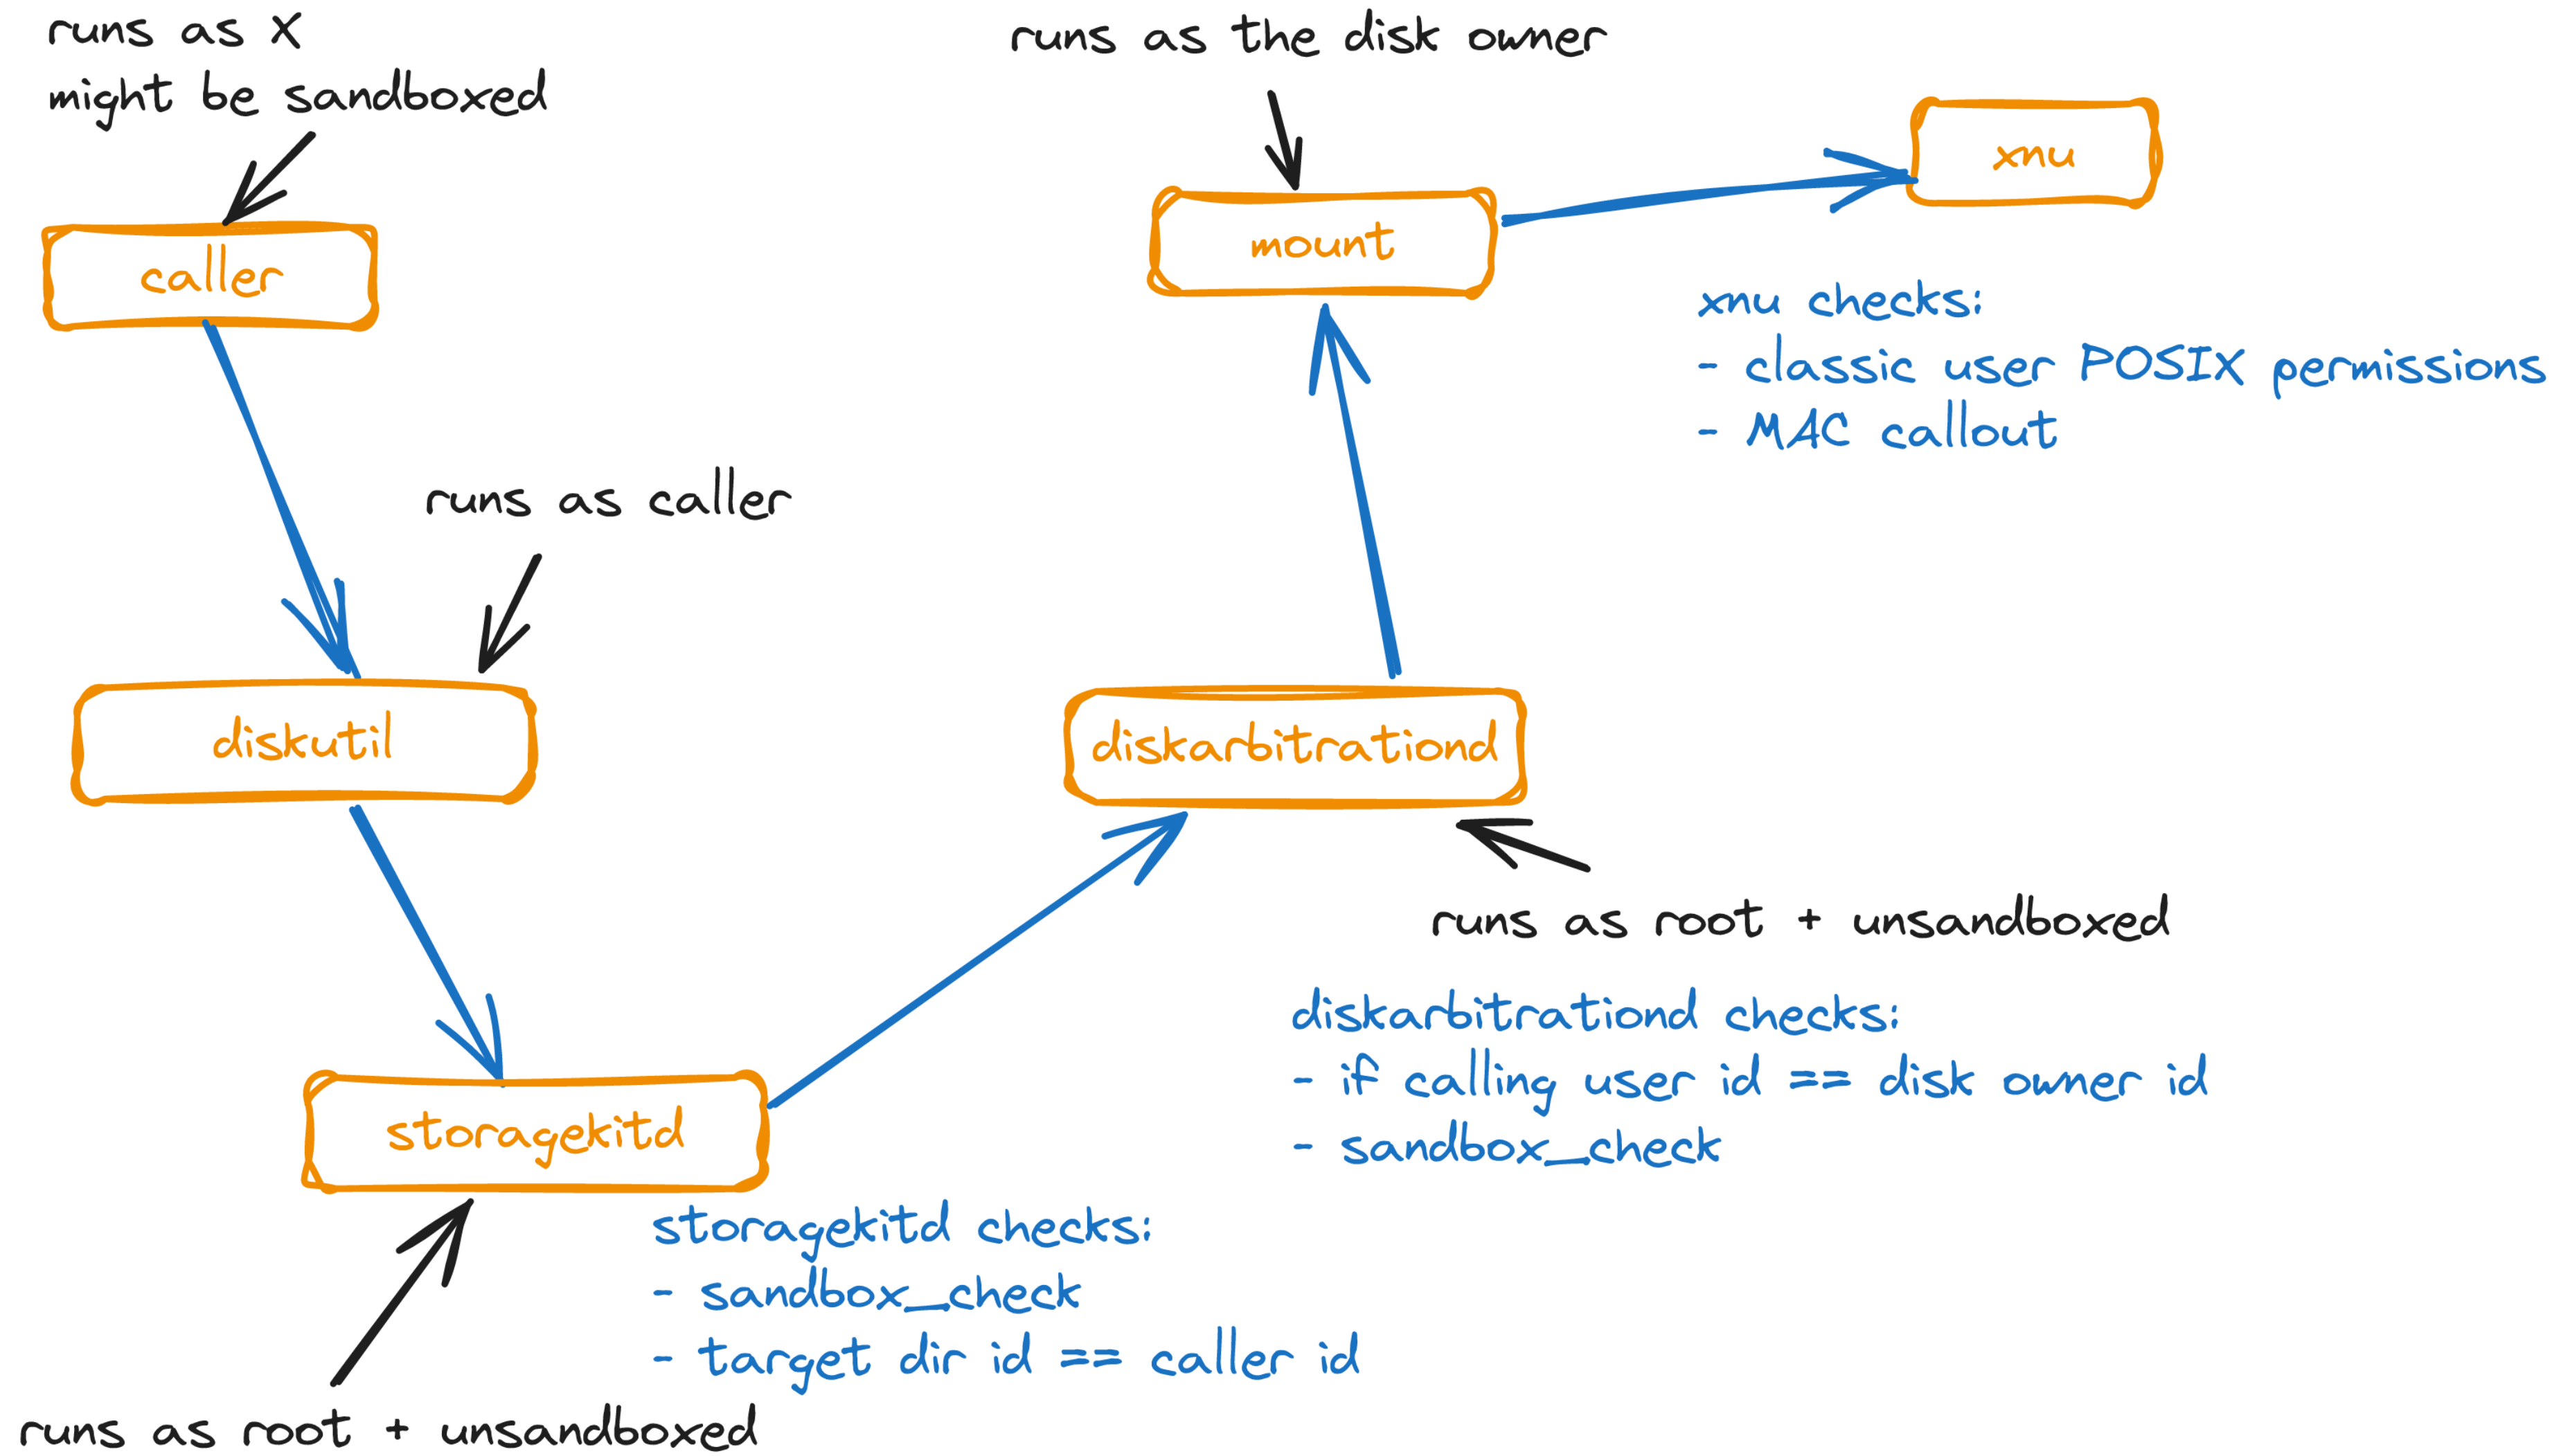 runs as X
might be sandboxed
caller
runs as caller
diskutil
storagekitd
runs as root + unsandboxed
storagekitd checks:
- sandbox_check
- target dir id == caller id
diskarbitrationd
runs as root + unsandboxed
diskarbitrationd checks:
- if calling user id == disk owner id
- sandbox_check
runs as the disk owner
mount
xnu
xnu checks:
- classic user POSIX permissions
- MAC callout